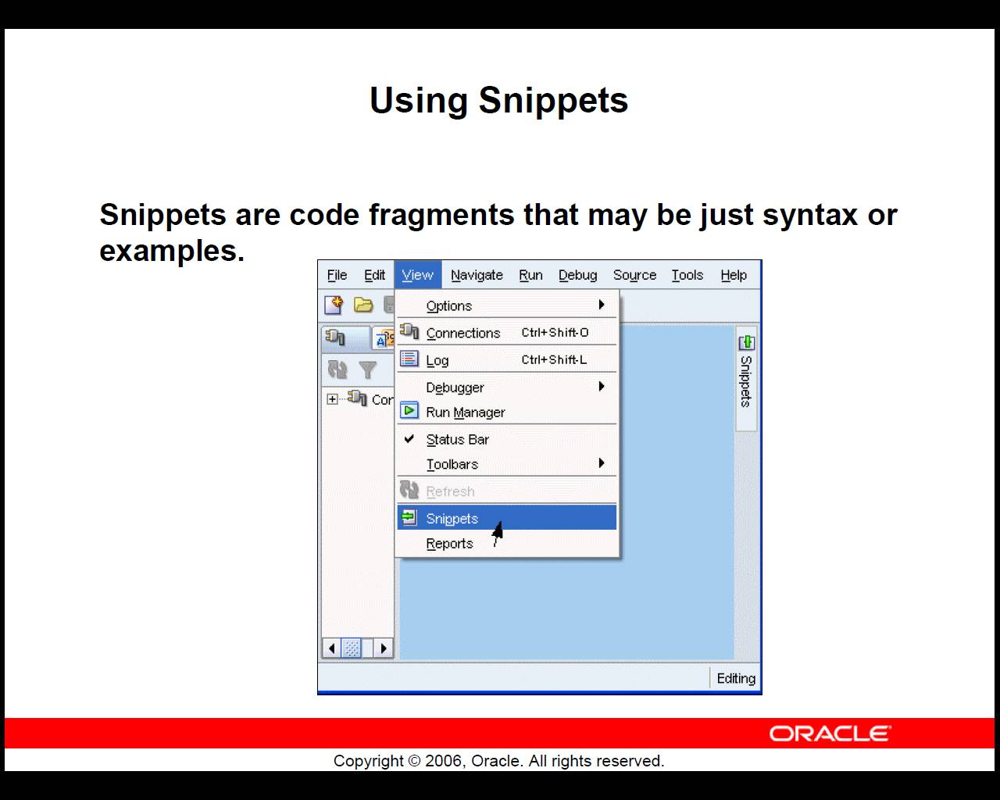 Using Snippets
Snippets are code fragments that may be just syntax or
examples.
File Edit View Navigate Run Debug Source Tools Help
Options
Connections Ctrl+Shift-O
Log Ctrl+Shift-L
Debugger
Run Manager
Status Bar
Toolbars
Refresh
Snippets
Reports
Con
Snippets
Editing
ORACLE
Copyright © 2006, Oracle. All rights reserved.